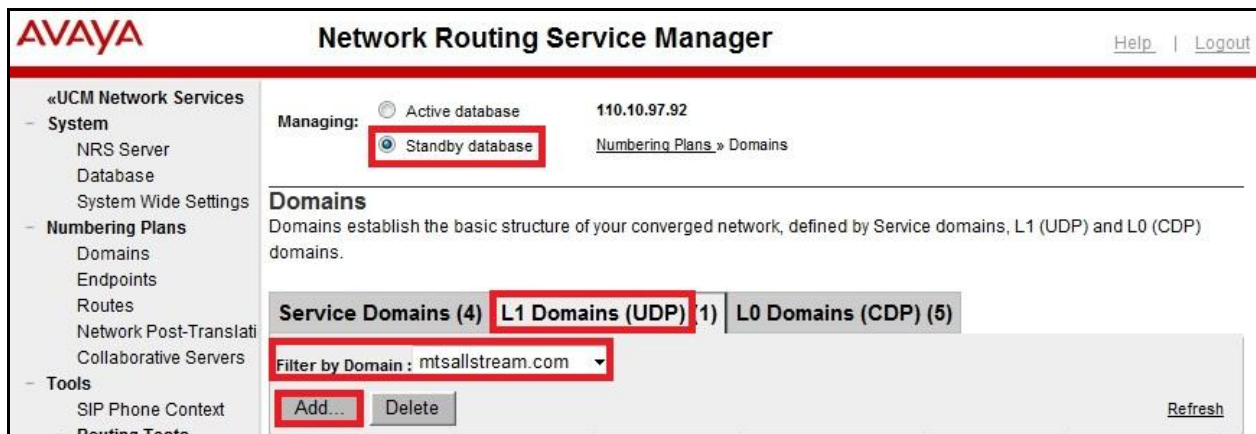 AVAYA
Network Routing Service Manager
Help | Logout
«UCM Network Services
- System
NRS Server
Database
System Wide Settings
- Numbering Plans
Domains
Endpoints
Routes
Network Post-Translati
Collaborative Servers
- Tools
SIP Phone Context
Routing Tests
Managing:
Active database
110.10.97.92
Standby database
Numbering Plans » Domains
Domains
Domains establish the basic structure of your converged network, defined by Service domains, L1 (UDP) and L0 (CDP)
domains.
Service Domains (4) L1 Domains (UDP) (1) L0 Domains (CDP) (5)
Filter by Domain : mtsallstream.com
Add... Delete
Refresh